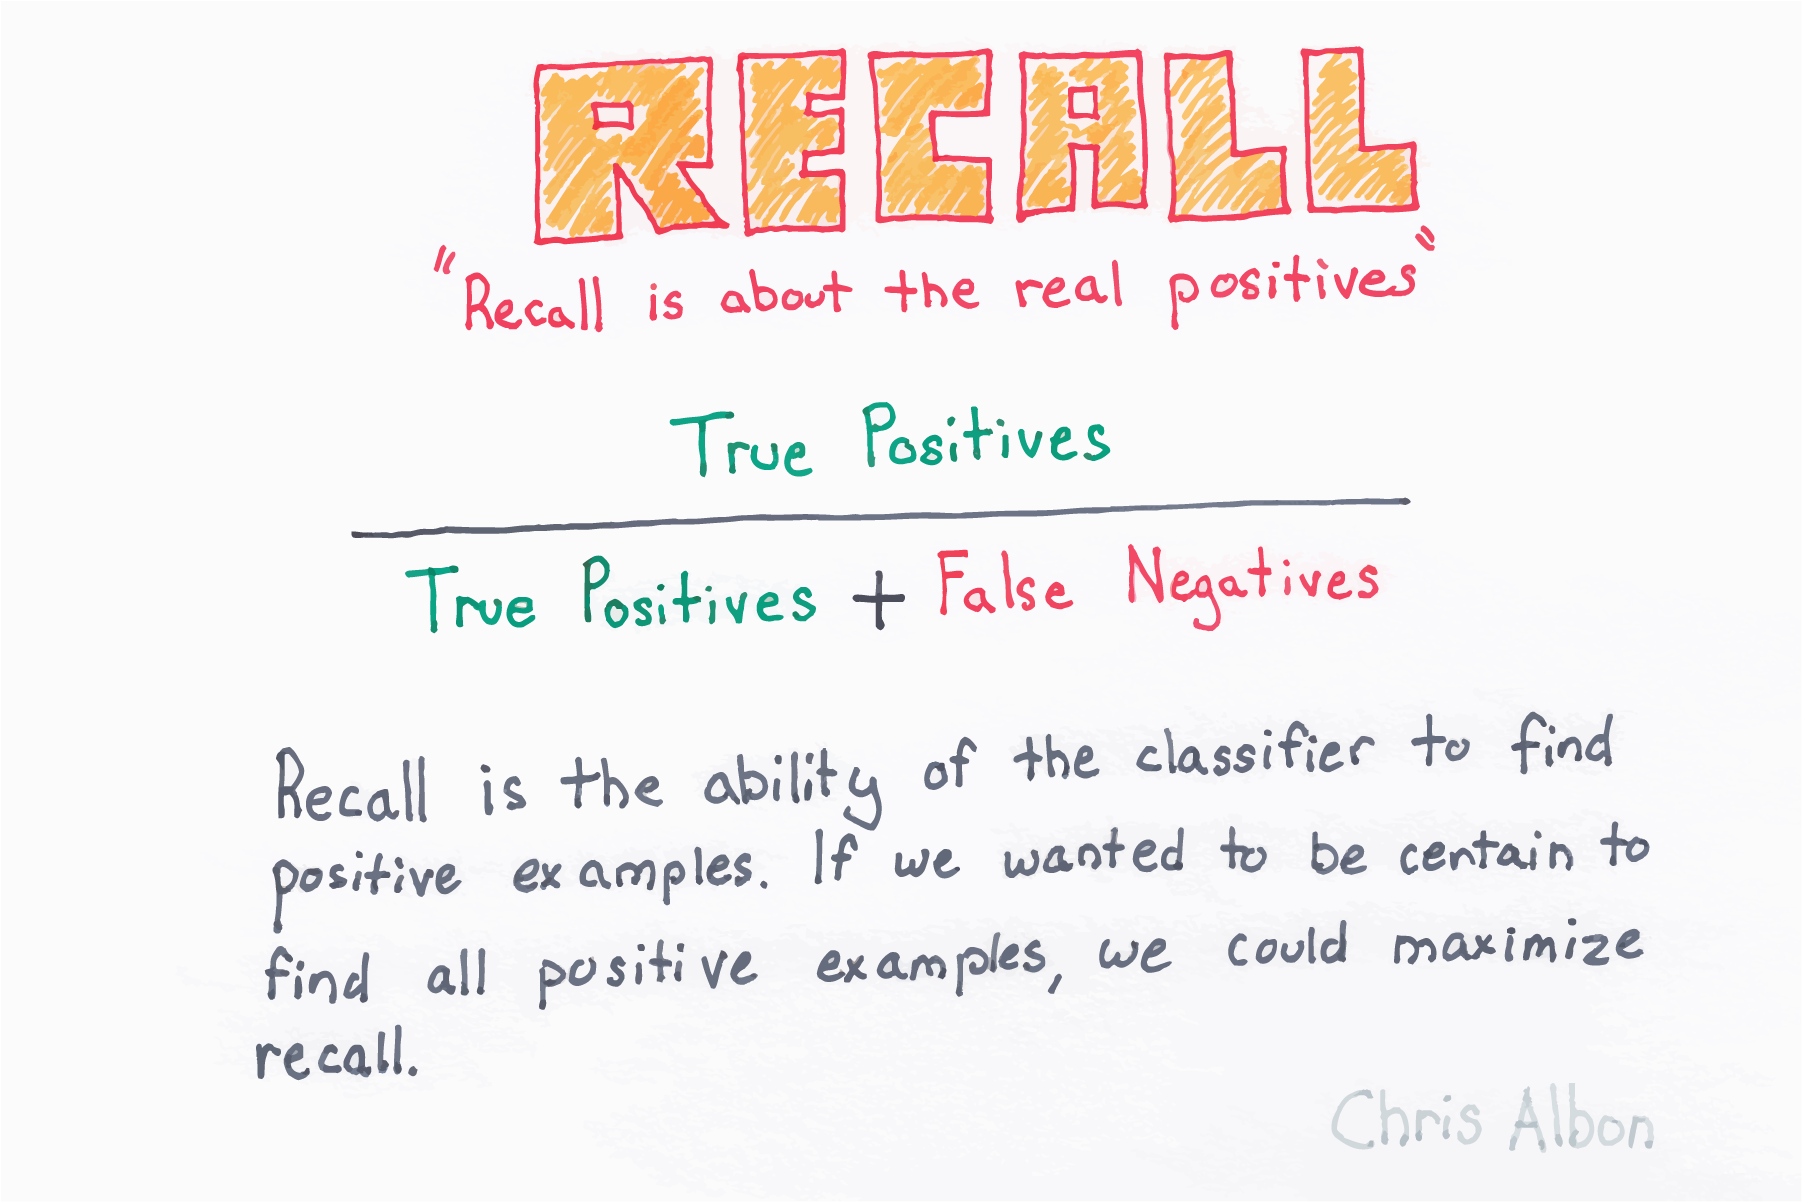 RECALL
"Recall is about the real positives"
True Positives
True Positives + False Negatives
Recall is the ability of the classifier to find
positive examples. If we wanted to be certain to
find all positive examples, we could maximize
recall.
Chris Albon